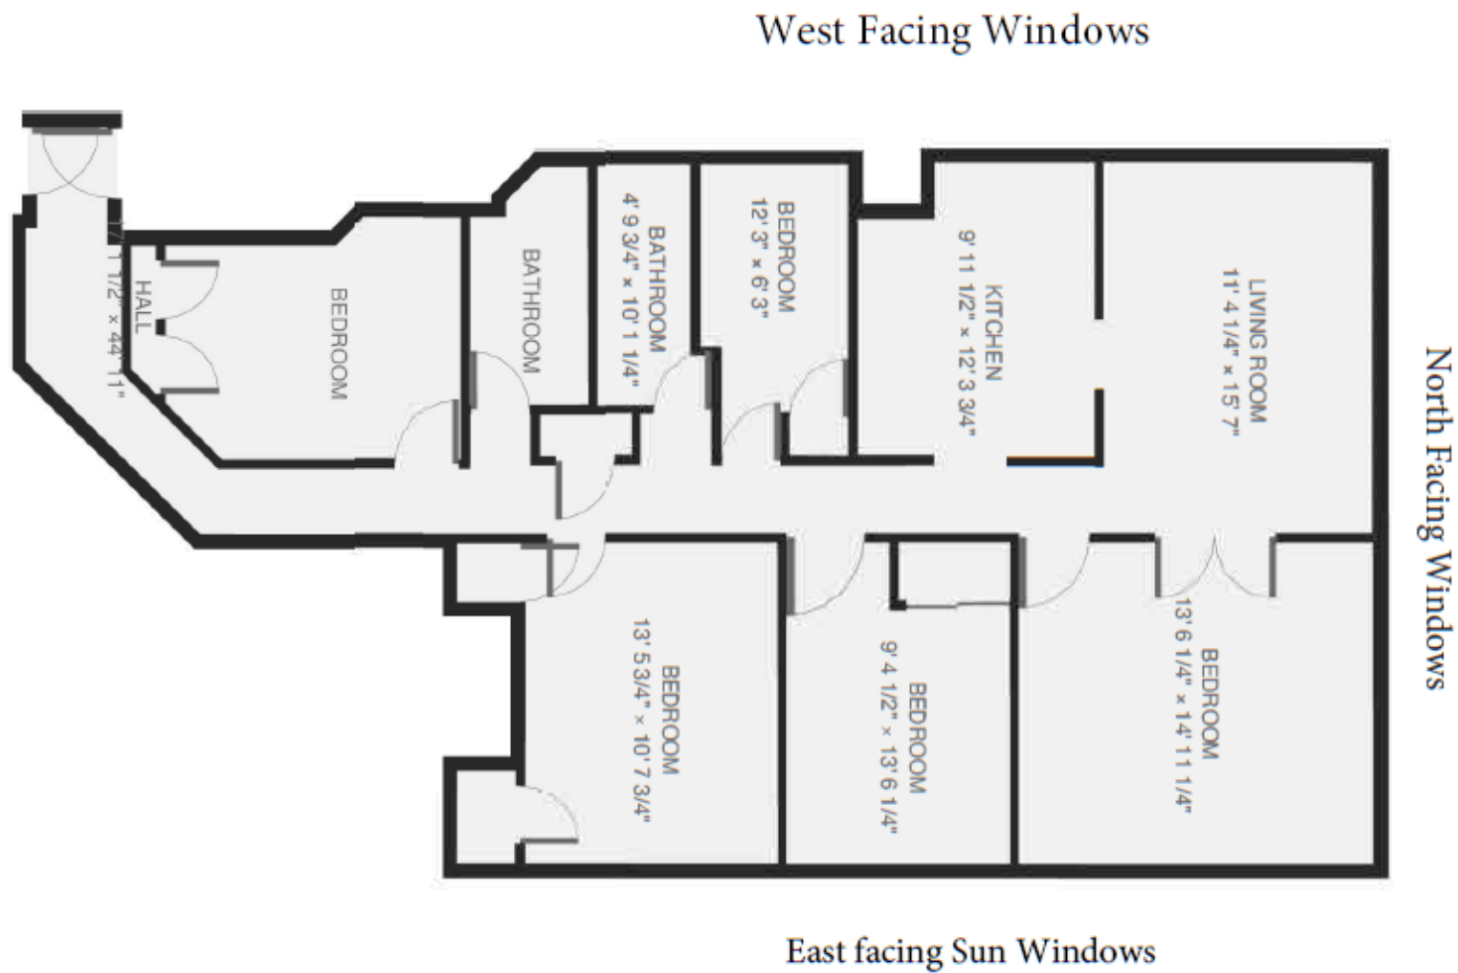 West Facing Windows
HALL
17' 1 1/2" × 44' 11"
BEDROOM
BATHROOM
BATHROOM
4' 9 3/4" × 10' 1 1/4"
BEDROOM
12' 3" × 6' 3"
KITCHEN
9' 11 1/2" × 12' 3 3/4"
LIVING ROOM
11' 4 1/4" × 15' 7"
North Facing Windows
BEDROOM
13' 5 3/4" × 10' 7 3/4"
BEDROOM
9' 4 1/2" × 13' 6 1/4"
BEDROOM
13' 6 1/4" × 14' 11 1/4"
East facing Sun Windows